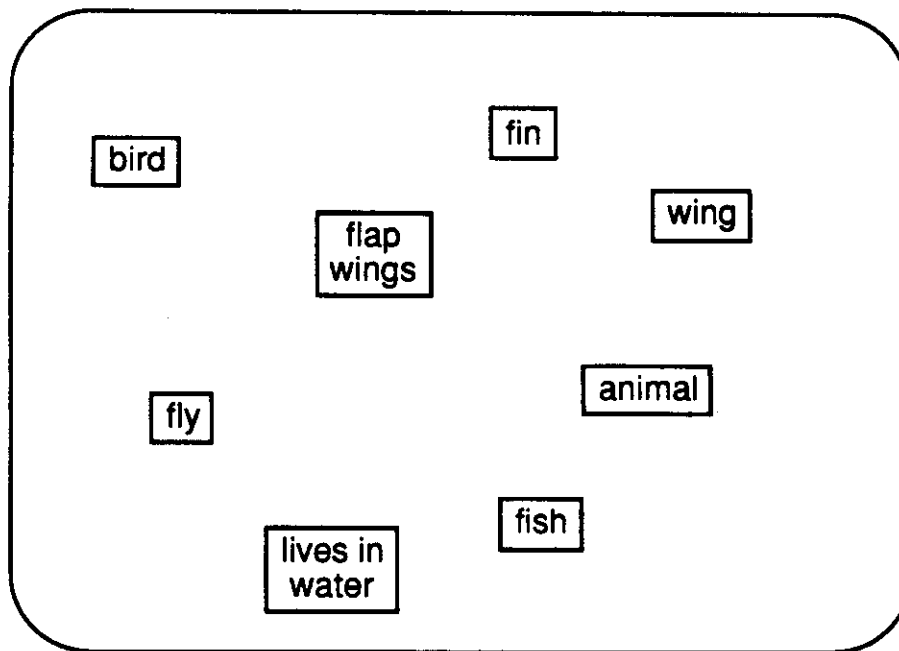 fin
bird
wing
flap
wings
animal
fly
fish
lives in
water